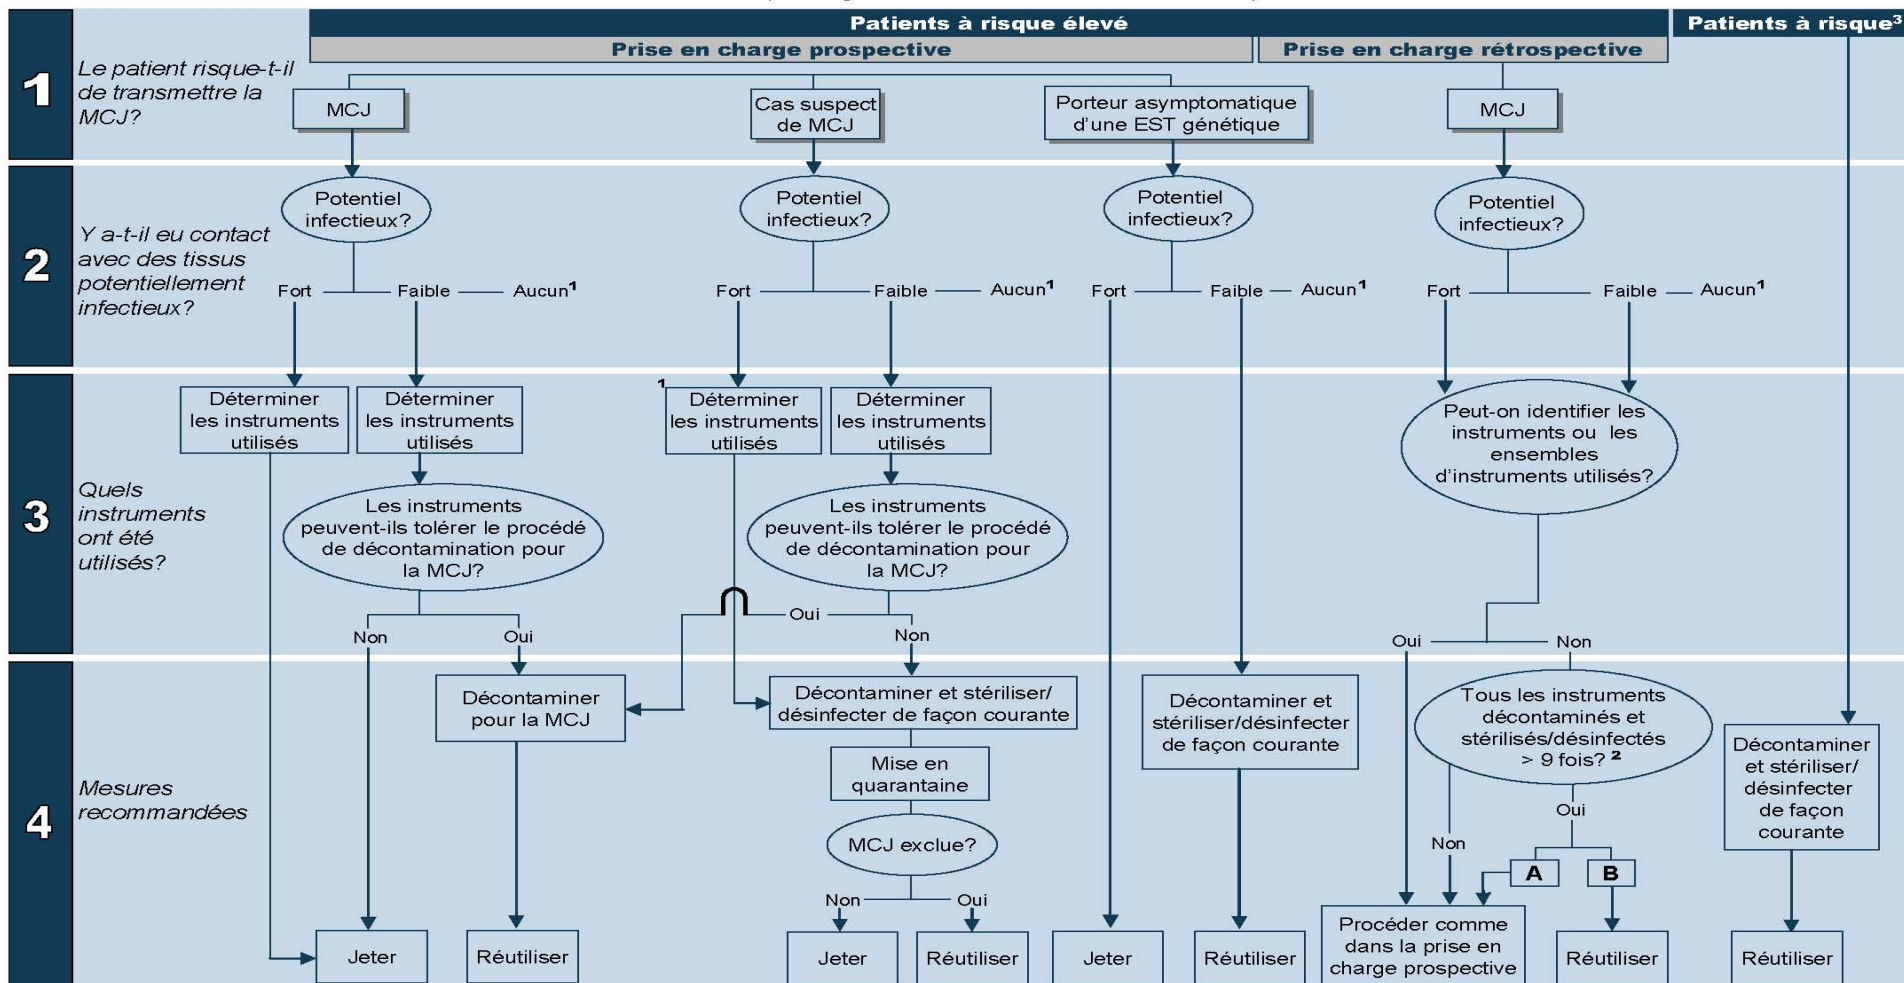 Patients à risque élevé
Patients à risque³
Prise en charge prospective
Prise en charge rétrospective
1
Le patient risque-t-il
de transmettre la
MCJ?
MCJ
Cas suspect
de MCJ
Porteur asymptomatique
d'une EST génétique
MCJ
2
Y a-t-il eu contact
avec des tissus
potentiellement
infectieux?
Potentiel
infectieux?
Potentiel
infectieux?
Potentiel
infectieux?
Potentiel
infectieux?
Fort
Faible
Aucun¹
Fort
Faible
Aucun¹
Fort
Faible
Aucun¹
Fort
Faible
Aucun¹
3
Quels
instruments
ont été
utilisés?
Déterminer
les instruments
utilisés
Déterminer
les instruments
utilisés
1
Déterminer
les instruments
utilisés
Déterminer
les instruments
utilisés
Peut-on identifier les
instruments ou les
ensembles
d'instruments utilisés?
Les instruments
peuvent-ils tolérer le procédé
de décontamination pour
la MCJ?
Les instruments
peuvent-ils tolérer le procédé
de décontamination pour
la MCJ?
Non
Oui
Oui
Non
Oui
Non
4
Mesures
recommandées
Décontaminer
pour la MCJ
Décontaminer et stériliser/
désinfecter de façon courante
Mise en
quarantaine
MCJ exclue?
Non
Oui
Décontaminer et
stériliser/désinfecter
de façon courante
Tous les instruments
décontaminés et
stérilisés/désinfectés
> 9 fois? ²
Non
Oui
A
B
Décontaminer
et stériliser/
désinfecter
de façon
courante
Jeter
Réutiliser
Jeter
Réutiliser
Jeter
Réutiliser
Procéder comme
dans la prise en
charge prospective
Réutiliser
Réutiliser